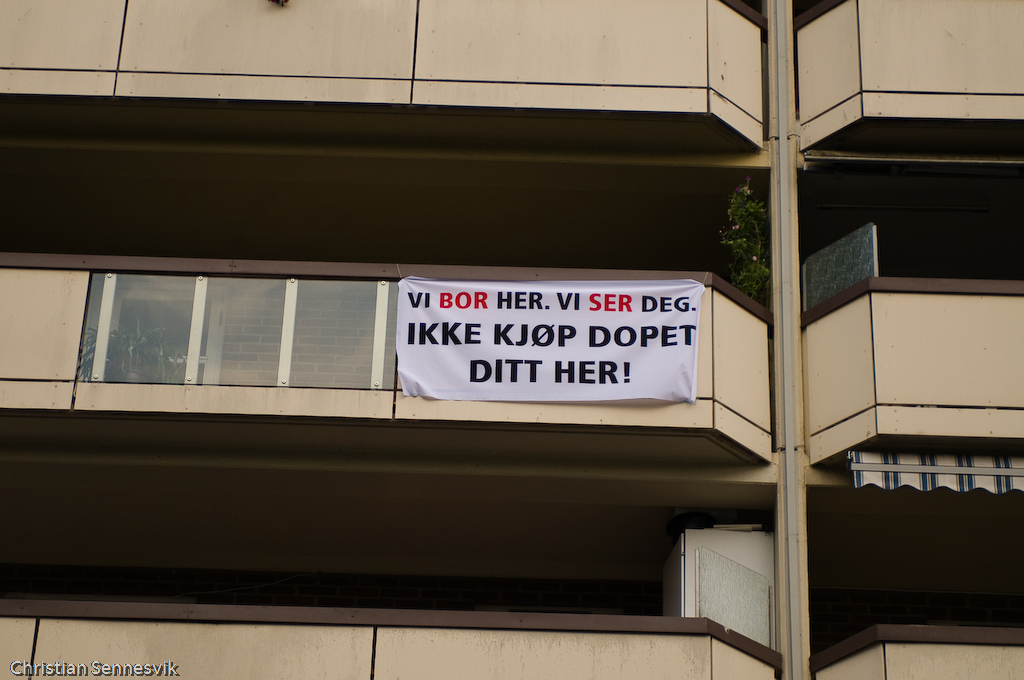 VI BOR HER. VI SER DEG.
IKKE KJØP DOPET
DITT HER!
Christian Sennesvik